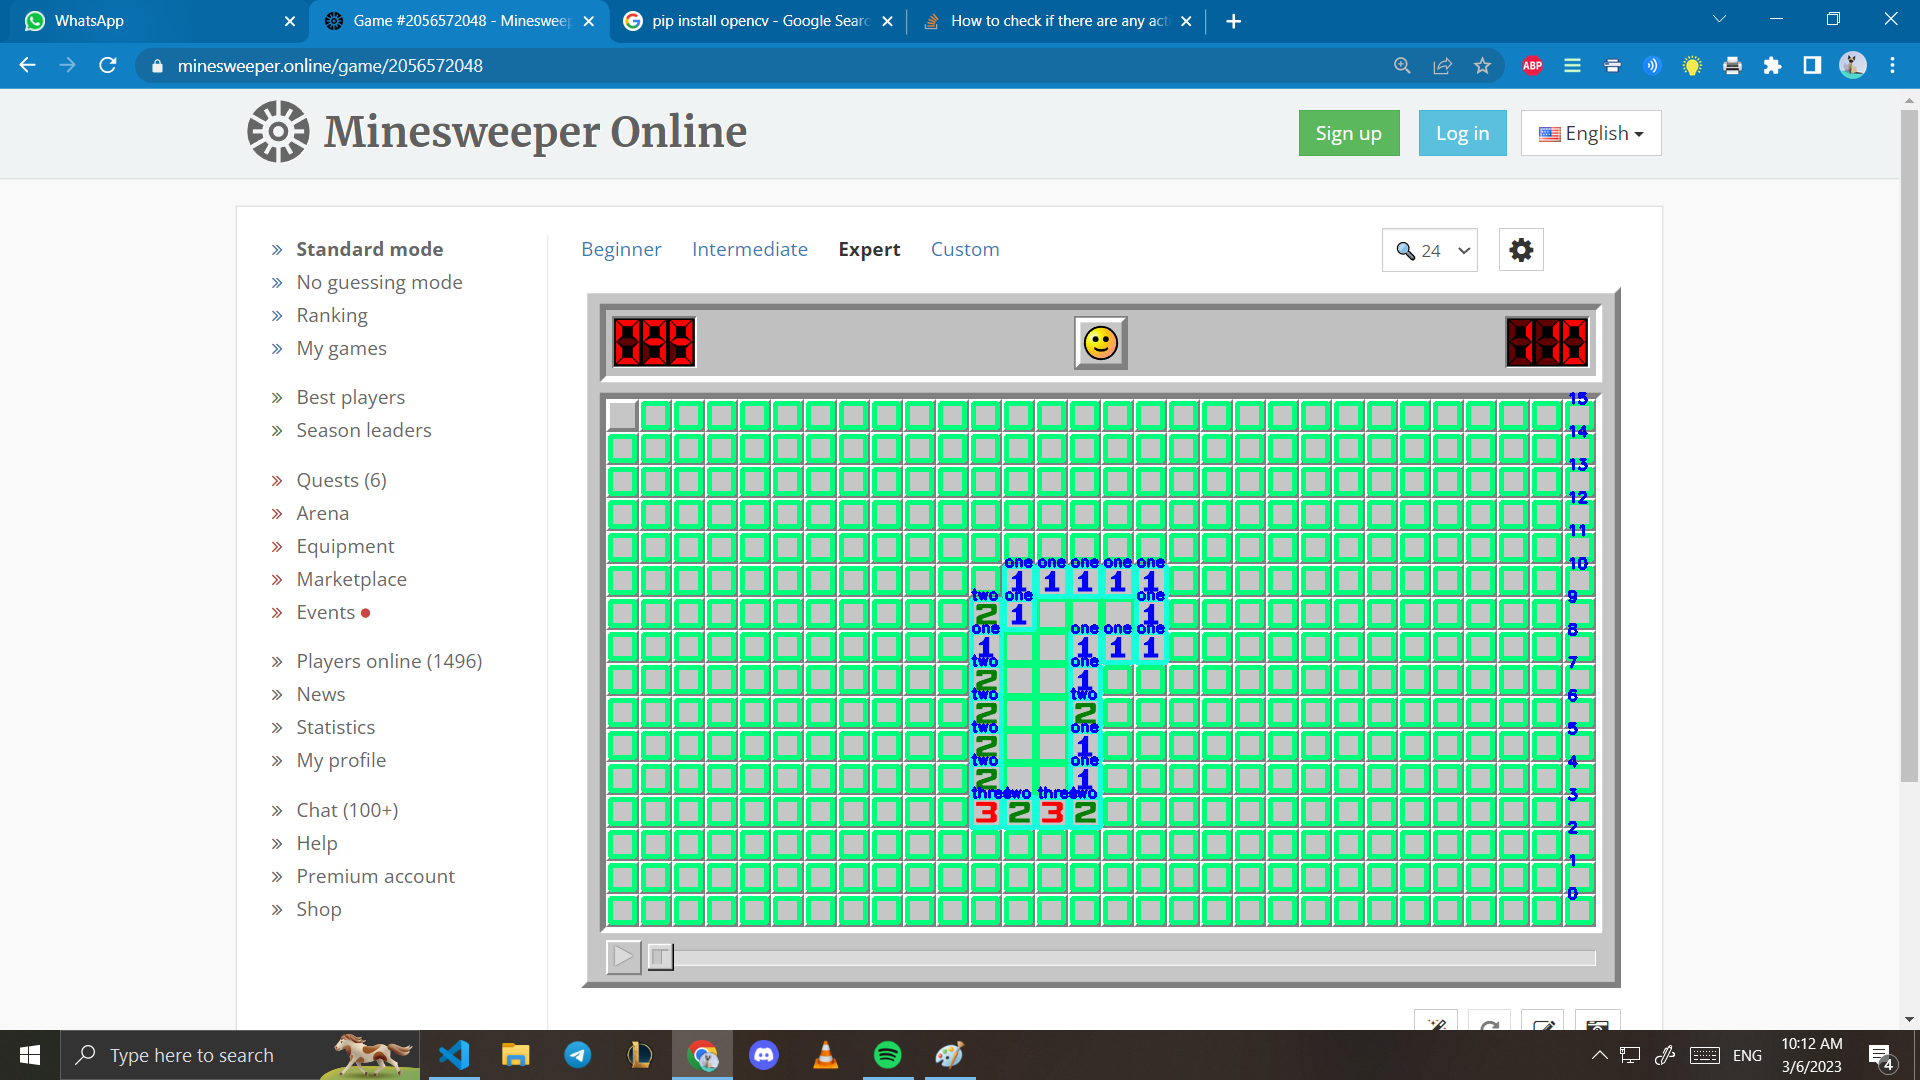 WhatsApp
Game #2056572048 - Minesweep
pip install opencv - Google Searc
How to check if there are any act
minesweeper.online/game/2056572048
ABP
Minesweeper Online
Sign up
Log in
English
Standard mode
No guessing mode
Ranking
My games
Best players
Season leaders
Quests (6)
Arena
Equipment
Marketplace
Events
Players online (1496)
News
Statistics
My profile
Chat (100+)
Help
Premium account
Shop
Beginner Intermediate Expert Custom
24
15
14
13
12
11
one one one one one 10
1 1 1 1 1
two one one 9
2 1 1
one one one one 8
1 1 1 1
two one 7
2 1
two two 6
2 2
two one 5
2 1
two one 4
2 1
three two three two 3
3 2 3 2
2
1
0
Type here to search
ENG
10:12 AM
3/6/2023
4